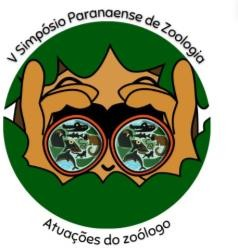 V Simpósio Paranaense de Zoologia
Atuações do zoólogo